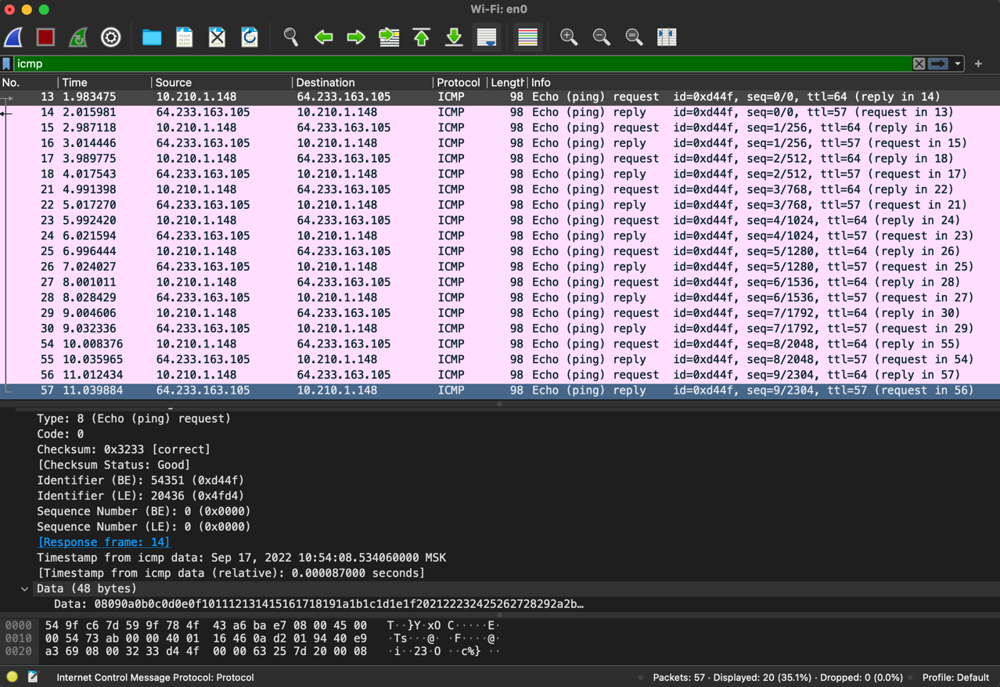 Wi-Fi: en0
icmp
No. Time Source Destination Protocol Length Info
13 1.983475 10.210.1.148 64.233.163.105 ICMP 98 Echo (ping) request id=0xd44f, seq=0/0, ttl=64 (reply in 14)
14 2.015981 64.233.163.105 10.210.1.148 ICMP 98 Echo (ping) reply id=0xd44f, seq=0/0, ttl=57 (request in 13)
15 2.987118 10.210.1.148 64.233.163.105 ICMP 98 Echo (ping) request id=0xd44f, seq=1/256, ttl=64 (reply in 16)
16 3.014446 64.233.163.105 10.210.1.148 ICMP 98 Echo (ping) reply id=0xd44f, seq=1/256, ttl=57 (request in 15)
17 3.989775 10.210.1.148 64.233.163.105 ICMP 98 Echo (ping) request id=0xd44f, seq=2/512, ttl=64 (reply in 18)
18 4.017543 64.233.163.105 10.210.1.148 ICMP 98 Echo (ping) reply id=0xd44f, seq=2/512, ttl=57 (request in 17)
21 4.991398 10.210.1.148 64.233.163.105 ICMP 98 Echo (ping) request id=0xd44f, seq=3/768, ttl=64 (reply in 22)
22 5.017270 64.233.163.105 10.210.1.148 ICMP 98 Echo (ping) reply id=0xd44f, seq=3/768, ttl=57 (request in 21)
23 5.992420 10.210.1.148 64.233.163.105 ICMP 98 Echo (ping) request id=0xd44f, seq=4/1024, ttl=64 (reply in 24)
24 6.021594 64.233.163.105 10.210.1.148 ICMP 98 Echo (ping) reply id=0xd44f, seq=4/1024, ttl=57 (request in 23)
25 6.996444 10.210.1.148 64.233.163.105 ICMP 98 Echo (ping) request id=0xd44f, seq=5/1280, ttl=64 (reply in 26)
26 7.024027 64.233.163.105 10.210.1.148 ICMP 98 Echo (ping) reply id=0xd44f, seq=5/1280, ttl=57 (request in 25)
27 8.001011 10.210.1.148 64.233.163.105 ICMP 98 Echo (ping) request id=0xd44f, seq=6/1536, ttl=64 (reply in 28)
28 8.028429 64.233.163.105 10.210.1.148 ICMP 98 Echo (ping) reply id=0xd44f, seq=6/1536, ttl=57 (request in 27)
29 9.004606 10.210.1.148 64.233.163.105 ICMP 98 Echo (ping) request id=0xd44f, seq=7/1792, ttl=64 (reply in 30)
30 9.032336 64.233.163.105 10.210.1.148 ICMP 98 Echo (ping) reply id=0xd44f, seq=7/1792, ttl=57 (request in 29)
54 10.008376 10.210.1.148 64.233.163.105 ICMP 98 Echo (ping) request id=0xd44f, seq=8/2048, ttl=64 (reply in 55)
55 10.035965 64.233.163.105 10.210.1.148 ICMP 98 Echo (ping) reply id=0xd44f, seq=8/2048, ttl=57 (request in 54)
56 11.012434 10.210.1.148 64.233.163.105 ICMP 98 Echo (ping) request id=0xd44f, seq=9/2304, ttl=64 (reply in 57)
57 11.039884 64.233.163.105 10.210.1.148 ICMP 98 Echo (ping) reply id=0xd44f, seq=9/2304, ttl=57 (request in 56)
Type: 8 (Echo (ping) request)
Code: 0
Checksum: 0x3233 [correct]
[Checksum Status: Good]
Identifier (BE): 54351 (0xd44f)
Identifier (LE): 20436 (0x4fd4)
Sequence Number (BE): 0 (0x0000)
Sequence Number (LE): 0 (0x0000)
[Response frame: 14]
Timestamp from icmp data: Sep 17, 2022 10:54:08.534060000 MSK
[Timestamp from icmp data (relative): 0.000087000 seconds]
Data (48 bytes)
Data: 08090a0b0c0d0e0f101112131415161718191a1b1c1d1e1f202122232425262728292a2b…
0000 54 9f c6 7d 59 9f 78 4f 43 a6 ba e7 08 00 45 00 T··}Y·xO C·····E·
0010 00 54 73 ab 00 00 40 01 16 46 0a d2 01 94 40 e9 ·Ts···@· ·F····@·
0020 a3 69 08 00 32 33 d4 4f 00 00 63 25 7d 20 00 08 ·i··23·O ··c%} ··
Internet Control Message Protocol: Protocol
Packets: 57 · Displayed: 20 (35.1%) · Dropped: 0 (0.0%)
Profile: Default